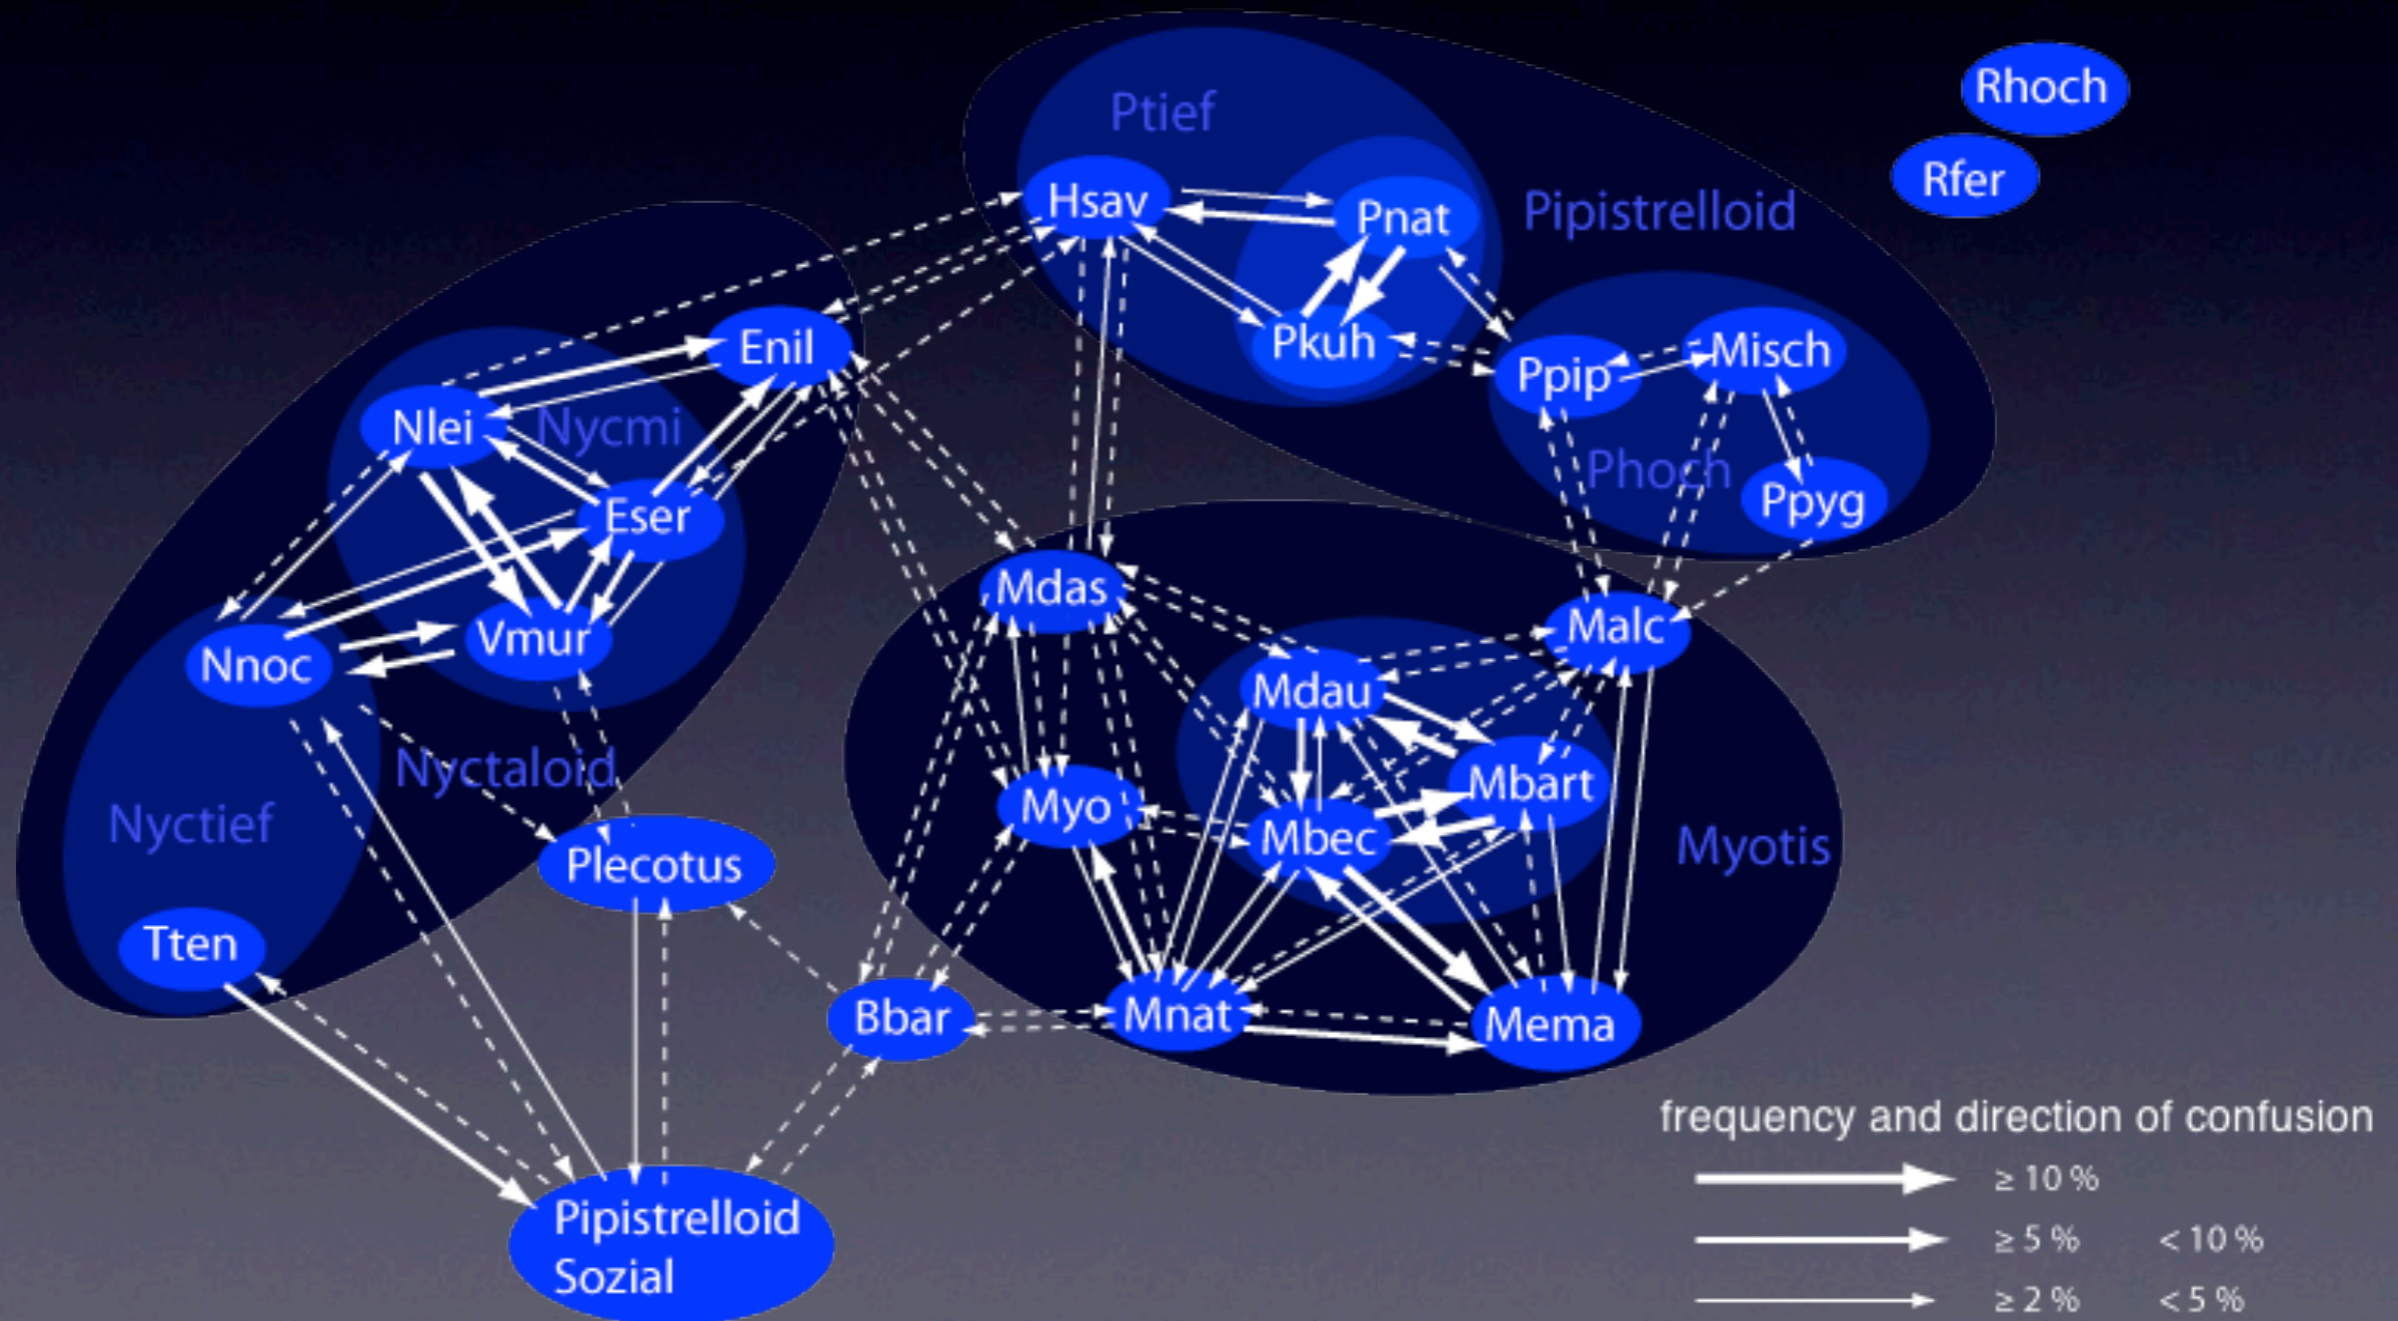 Rhoch
Ptief
Rfer
Hsav
Pnat
Pipistrelloid
Enil
Pkuh
Misch
Ppip
Nlei
Nycmi
Phoch
Eser
Ppyg
Mdas
Malc
Vmur
Nnoc
Mdau
Nyctaloid
Mbart
Myo
Nyctief
Mbec
Myotis
Plecotus
Tten
Bbar
Mnat
Mema
frequency and direction of confusion
≥ 10 %
Pipistrelloid
Sozial
≥ 5 % < 10 %
≥ 2 % < 5 %